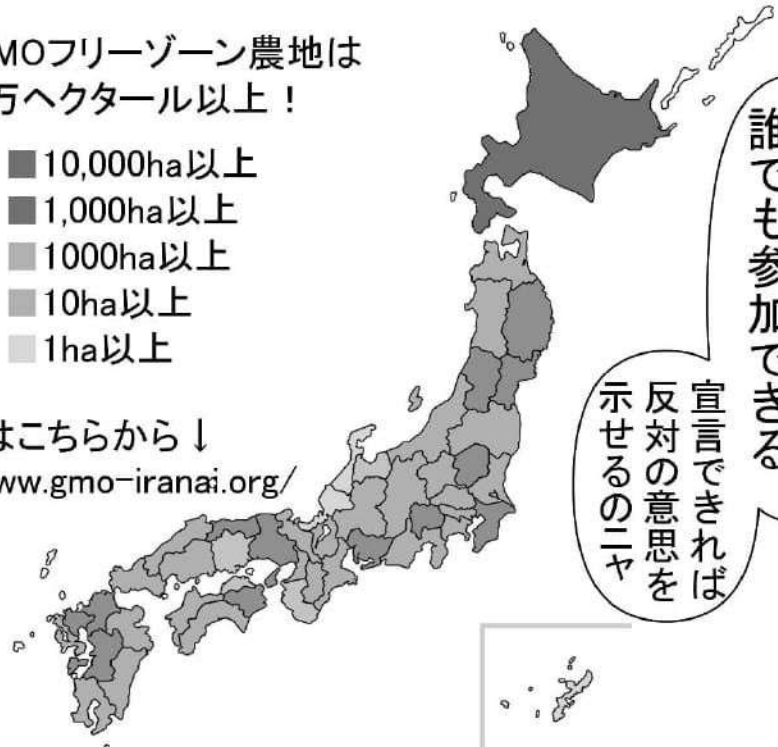 MOフリーゾーン農地は
万ヘクタール以上！
10,000ha以上
1,000ha以上
1000ha以上
10ha以上
1ha以上
はこちらから↓
ww.gmo-iranai.org/
誰でも参加できる
宣言できれば
反対の意思を
示せるのニャ